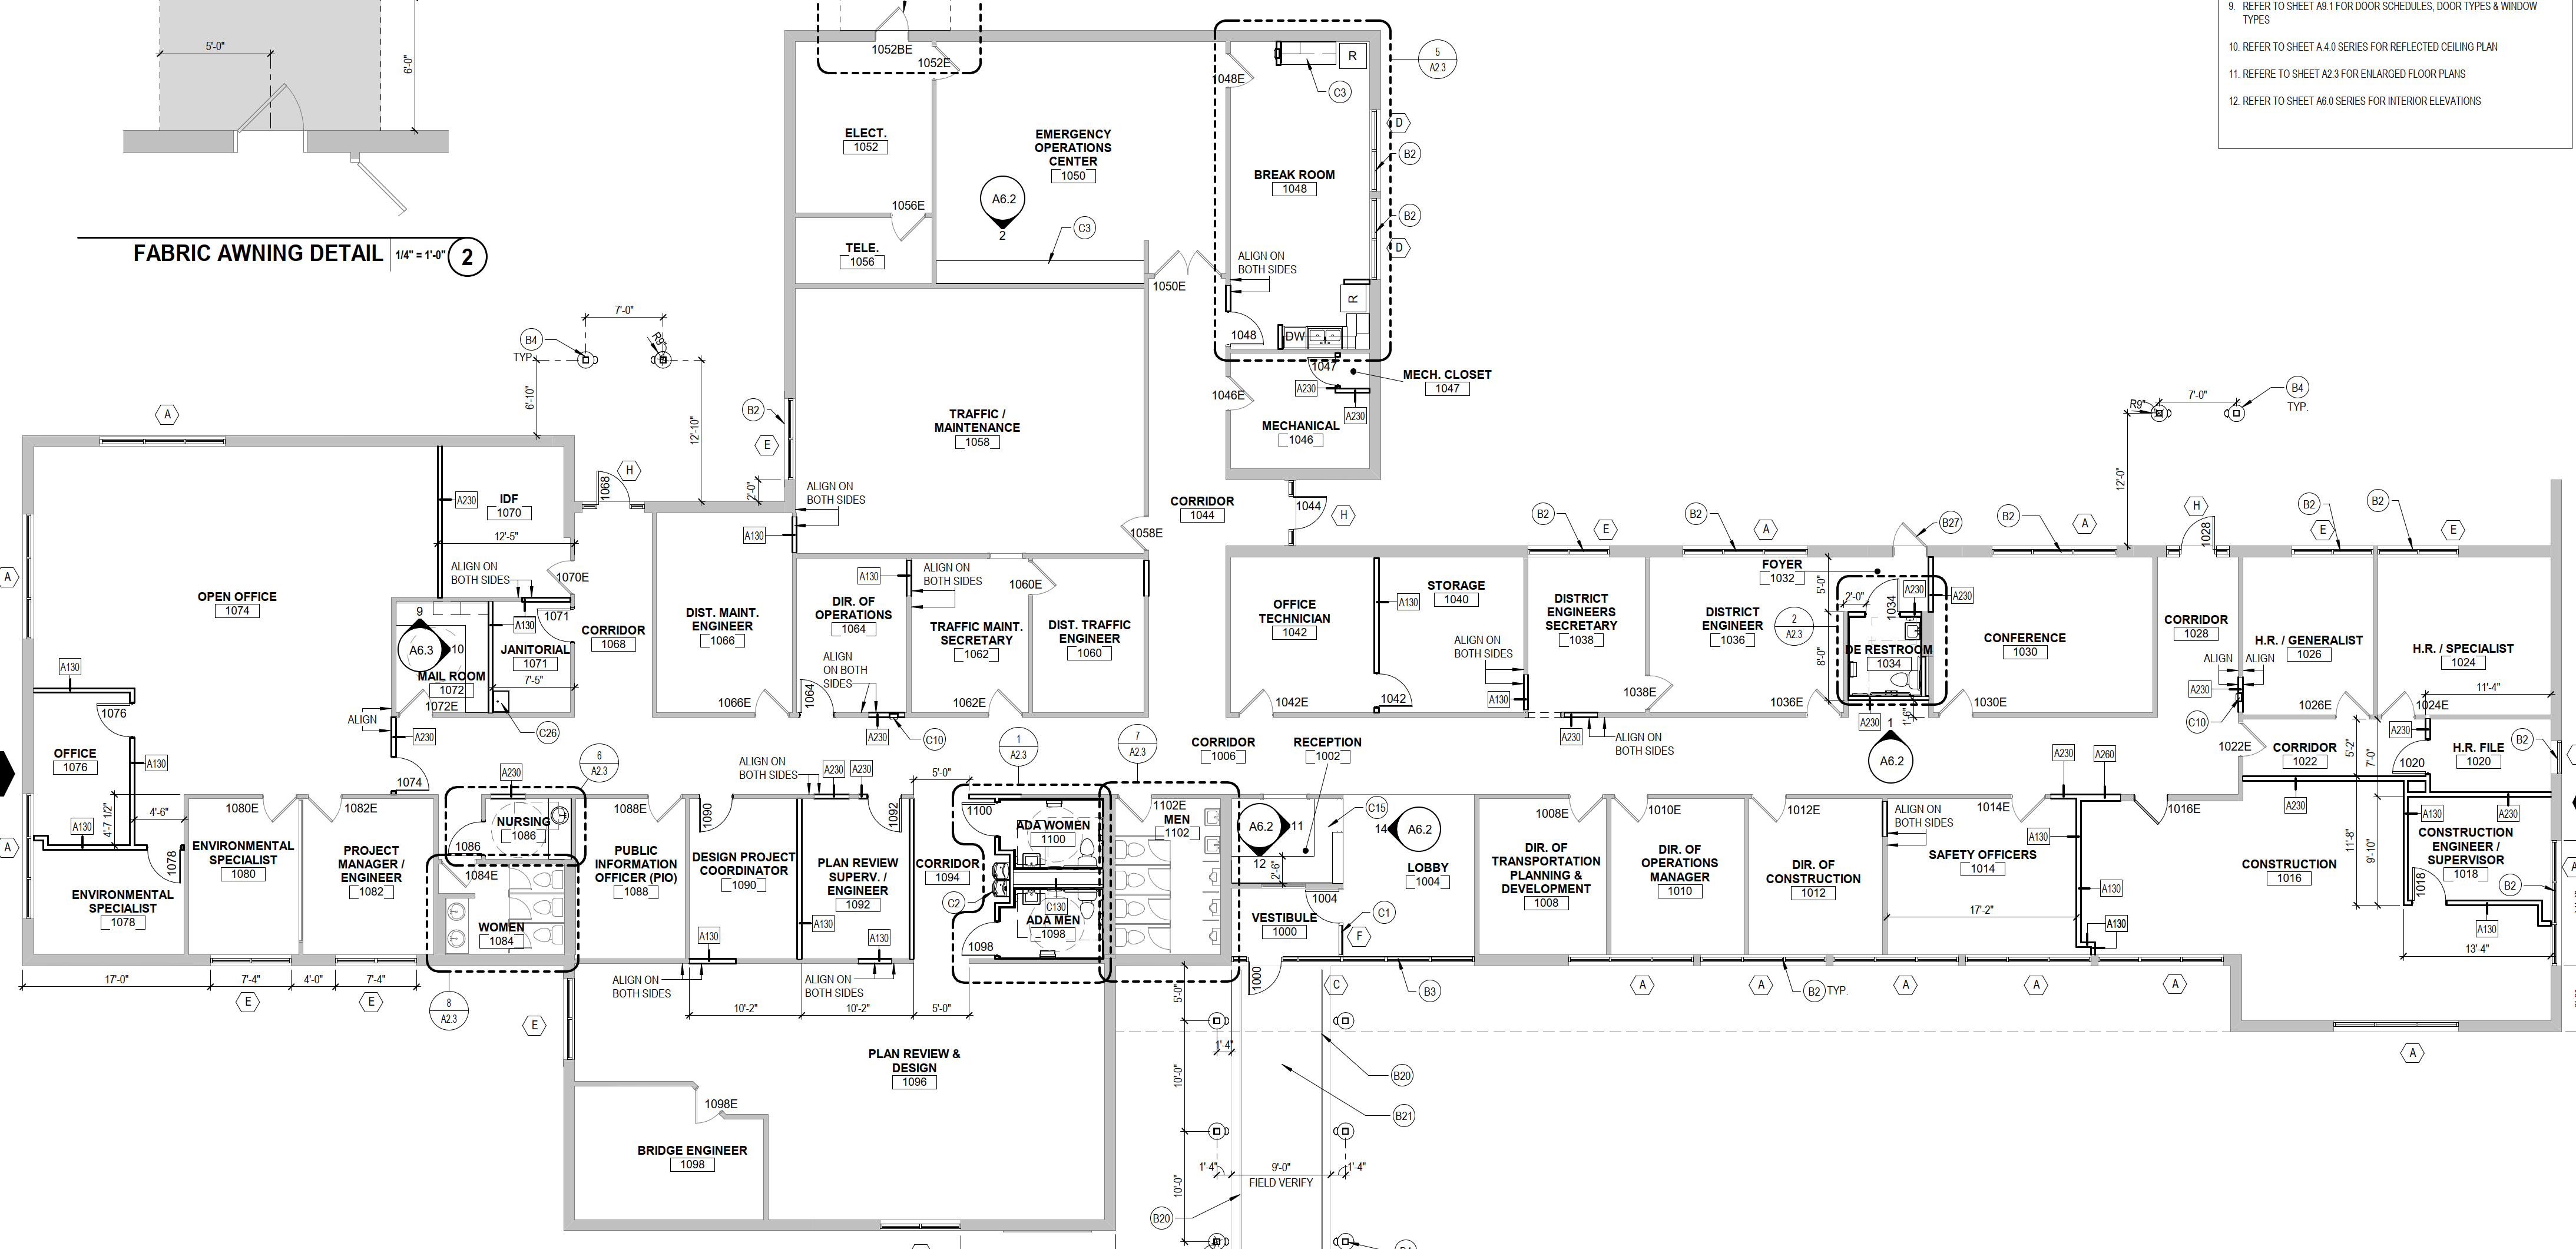 5'-0"
6'-0"
FABRIC AWNING DETAIL
1/4" = 1'-0"
2
9. REFER TO SHEET A9.1 FOR DOOR SCHEDULES, DOOR TYPES & WINDOW
TYPES
10. REFER TO SHEET A.4.0 SERIES FOR REFLECTED CEILING PLAN
11. REFERE TO SHEET A2.3 FOR ENLARGED FLOOR PLANS
12. REFER TO SHEET A6.0 SERIES FOR INTERIOR ELEVATIONS
1052BE
1052E
ELECT.
1052
1056E
TELE.
1056
EMERGENCY
OPERATIONS
CENTER
1050
A6.2
2
C3
1050E
1048E
R
C3
5
A2.3
BREAK ROOM
1048
D
B2
B2
D
ALIGN ON
BOTH SIDES
R
1048
DW
1047
A230
MECH. CLOSET
1047
A230
1046E
MECHANICAL
1046
7'-0"
B4
TYP.
R9"
6'-10"
12'-10"
B2
E
2'-0"
TRAFFIC /
MAINTENANCE
1058
ALIGN ON
BOTH SIDES
A130
1058E
CORRIDOR
1044
1044
H
B4
TYP.
7'-0"
R9"
12'-0"
A
A
OPEN OFFICE
1074
A230
IDF
1070
12'-5"
ALIGN ON
BOTH SIDES
1070E
1068
H
9
A6.3
10
A130
1071
JANITORIAL
1071
7'-5"
MAIL ROOM
1072
1072E
C26
CORRIDOR
1068
ALIGN
A230
1074
A130
1076
OFFICE
1076
A130
A130
4'-7 1/2"
4'-6"
1078
A
ENVIRONMENTAL
SPECIALIST
1078
DIST. MAINT.
ENGINEER
1066
1066E
DIR. OF
OPERATIONS
1064
A130
ALIGN ON
BOTH SIDES
ALIGN
ON BOTH
SIDES
1064
A230
C10
TRAFFIC MAINT.
SECRETARY
1062
1062E
1060E
DIST. TRAFFIC
ENGINEER
1060
OFFICE
TECHNICIAN
1042
1042E
A130
1042
STORAGE
1040
ALIGN ON
BOTH SIDES
A130
B2
E
DISTRICT
ENGINEERS
SECRETARY
1038
1038E
A230
ALIGN ON
BOTH SIDES
B2
A
DISTRICT
ENGINEER
1036
1036E
FOYER
1032
5'-0"
2'-0"
8'-0"
2
A2.3
1034
A230
A230
DE RESTROOM
1034
A230
1'-6"
1
A6.2
B27
B2
A
CONFERENCE
1030
1030E
H
1028
CORRIDOR
1028
ALIGN
ALIGN
A230
C10
B2
E
H.R. / GENERALIST
1026
1026E
B2
E
H.R. / SPECIALIST
1024
11'-4"
1024E
1022E
CORRIDOR
1022
5'-2"
7'-0"
A230
1020
H.R. FILE
1020
B2
A230
A130
A230
CONSTRUCTION
ENGINEER /
SUPERVISOR
1018
1018
B2
A130
13'-4"
11'-8"
9'-10"
CONSTRUCTION
1016
A
1080E
ENVIRONMENTAL
SPECIALIST
1080
1082E
PROJECT
MANAGER /
ENGINEER
1082
17'-0"
7'-4"
4'-0"
7'-4"
E
E
A230
6
A2.3
NURSING
1086
1086
1084E
WOMEN
1084
8
A2.3
E
1088E
PUBLIC
INFORMATION
OFFICER (PIO)
1088
1090
DESIGN PROJECT
COORDINATOR
1090
A130
ALIGN ON
BOTH SIDES
ALIGN ON
BOTH SIDES
A230
A230
1092
PLAN REVIEW
SUPERV. /
ENGINEER
1092
A130
A130
ALIGN ON
BOTH SIDES
10'-2"
10'-2"
5'-0"
5'-0"
CORRIDOR
1094
C2
1
A2.3
1100
ADA WOMEN
1100
C130
ADA MEN
1098
1098
7
A2.3
1102E
MEN
1102
CORRIDOR
1006
RECEPTION
1002
A6.2
11
12
2'-6"
C15
14
A6.2
LOBBY
1004
1004
VESTIBULE
1000
C1
F
1000
C
B3
1008E
DIR. OF
TRANSPORTATION
PLANNING &
DEVELOPMENT
1008
1010E
DIR. OF
OPERATIONS
MANAGER
1010
1012E
DIR. OF
CONSTRUCTION
1012
ALIGN ON
BOTH SIDES
1014E
A130
SAFETY OFFICERS
1014
17'-2"
A230
A260
1016E
A130
A130
A
A
B2
TYP.
A
A
A
PLAN REVIEW &
DESIGN
1096
1098E
BRIDGE ENGINEER
1098
5'-0"
1'-4"
10'-0"
10'-0"
1'-4"
9'-0"
1'-4"
FIELD VERIFY
B20
B21
B20